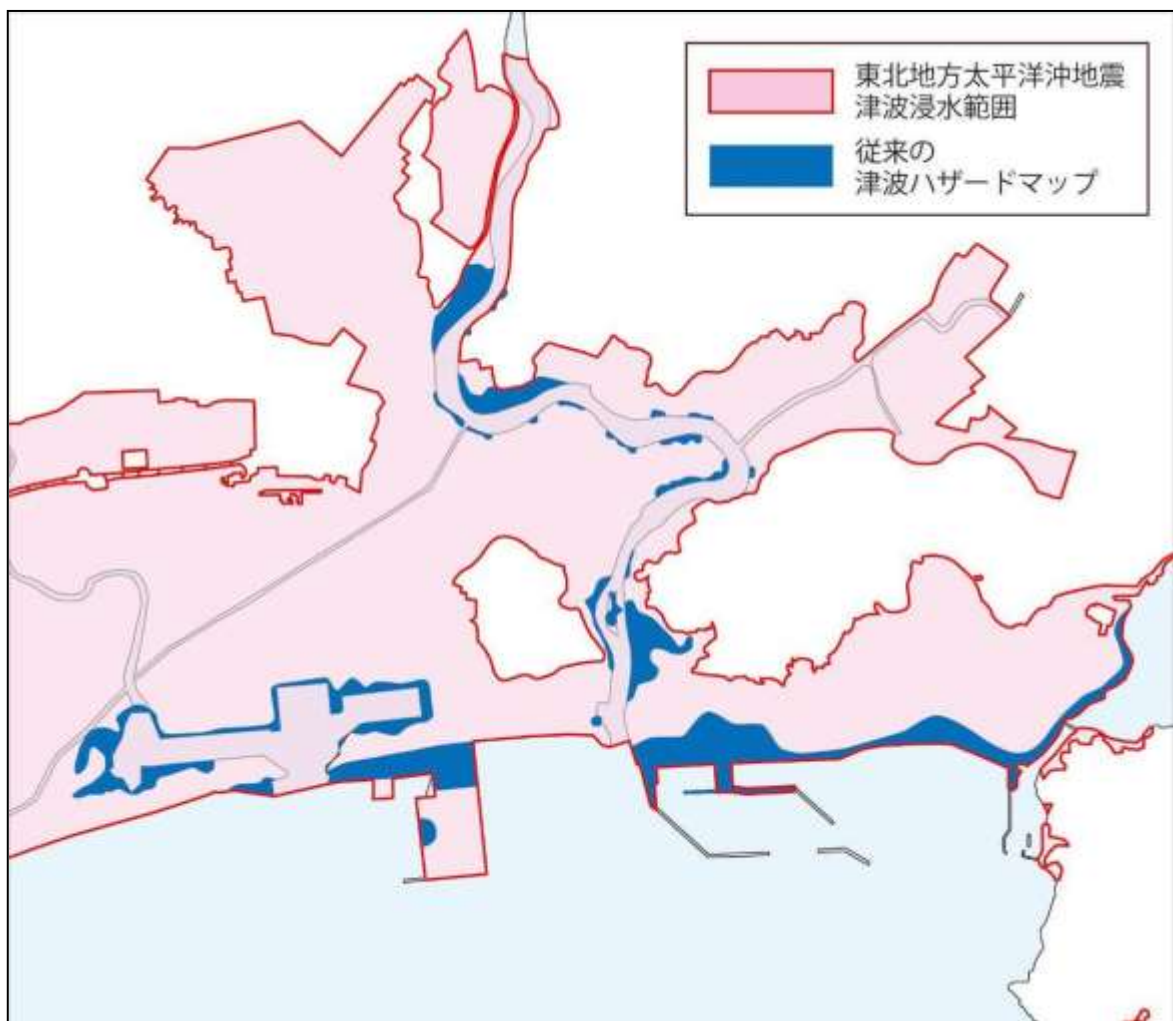 東北地方太平洋沖地震
津波浸水範囲
従来の
津波ハザードマップ